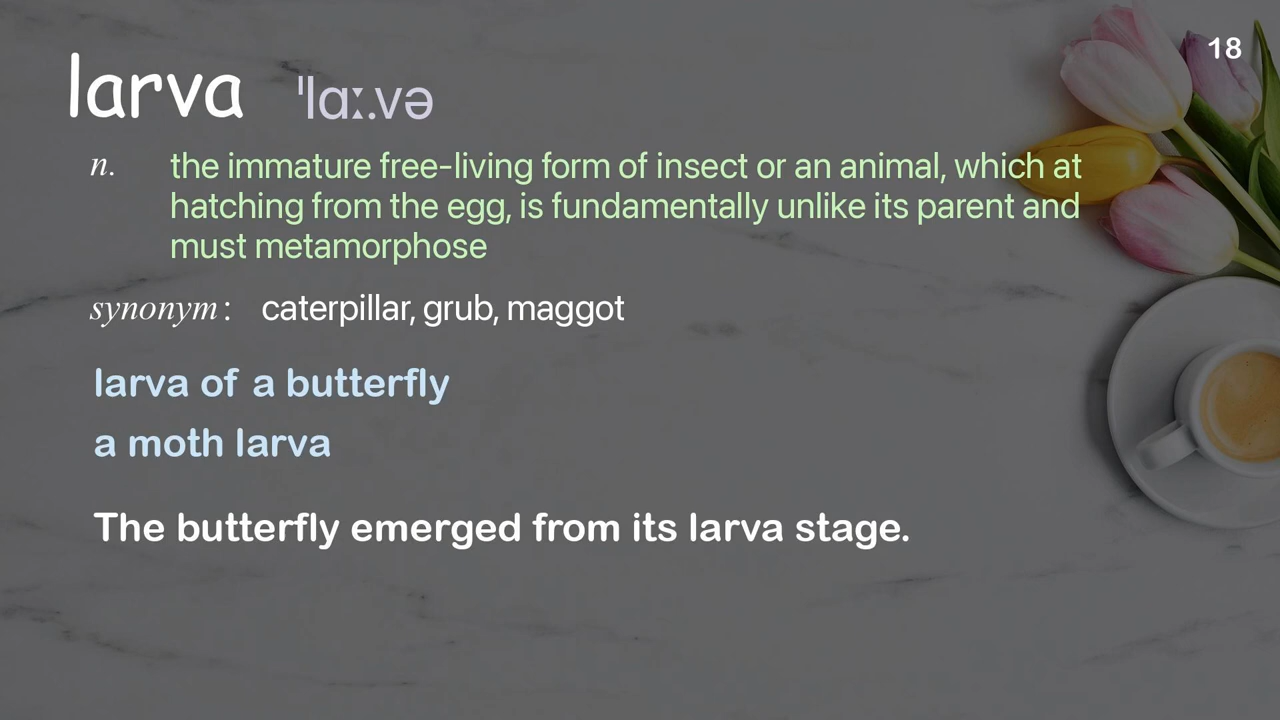 18
larva ˈlɑː.və
n. the immature free-living form of insect or an animal, which at
hatching from the egg, is fundamentally unlike its parent and
must metamorphose
synonym: caterpillar, grub, maggot
larva of a butterfly
a moth larva
The butterfly emerged from its larva stage.